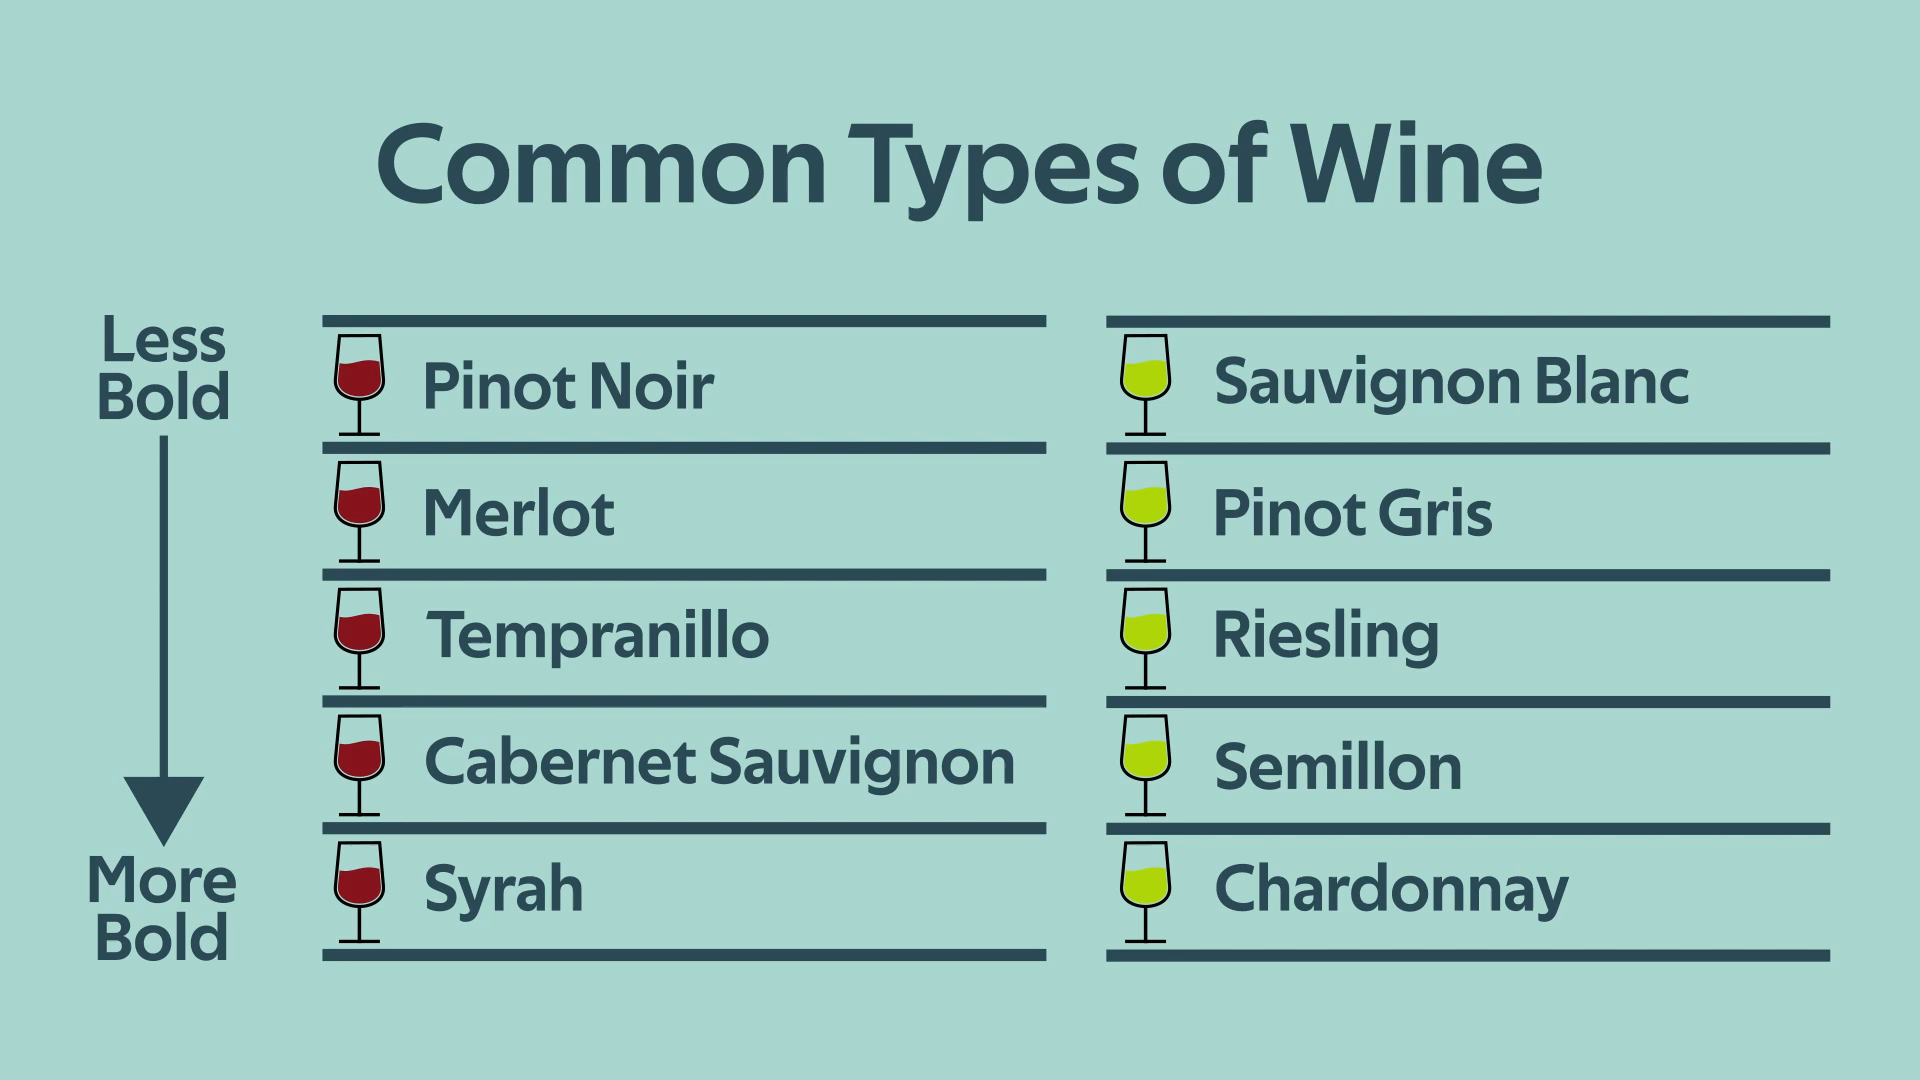 Common Types of Wine
Less
Bold
More
Bold
Pinot Noir
Merlot
Tempranillo
Cabernet Sauvignon
Syrah
Sauvignon Blanc
Pinot Gris
Riesling
Semillon
Chardonnay